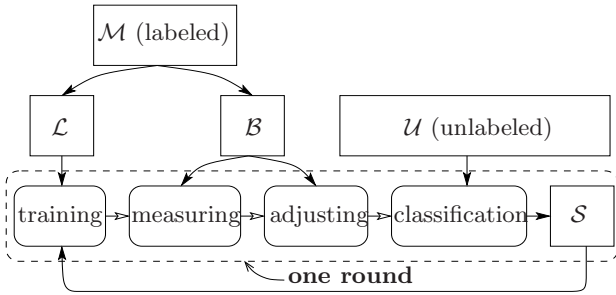 ℳ (labeled)
ℒ
ℬ
𝒰 (unlabeled)
training
measuring
adjusting
classification
𝒮
one round